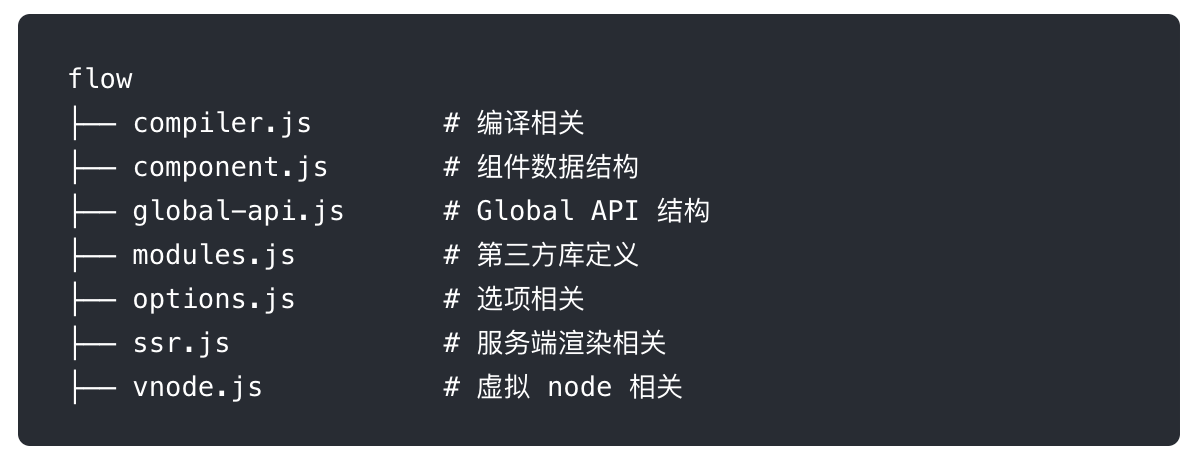 flow
├── compiler.js        # 编译相关
├── component.js       # 组件数据结构
├── global-api.js      # Global API 结构
├── modules.js         # 第三方库定义
├── options.js         # 选项相关
├── ssr.js             # 服务端渲染相关
├── vnode.js           # 虚拟 node 相关